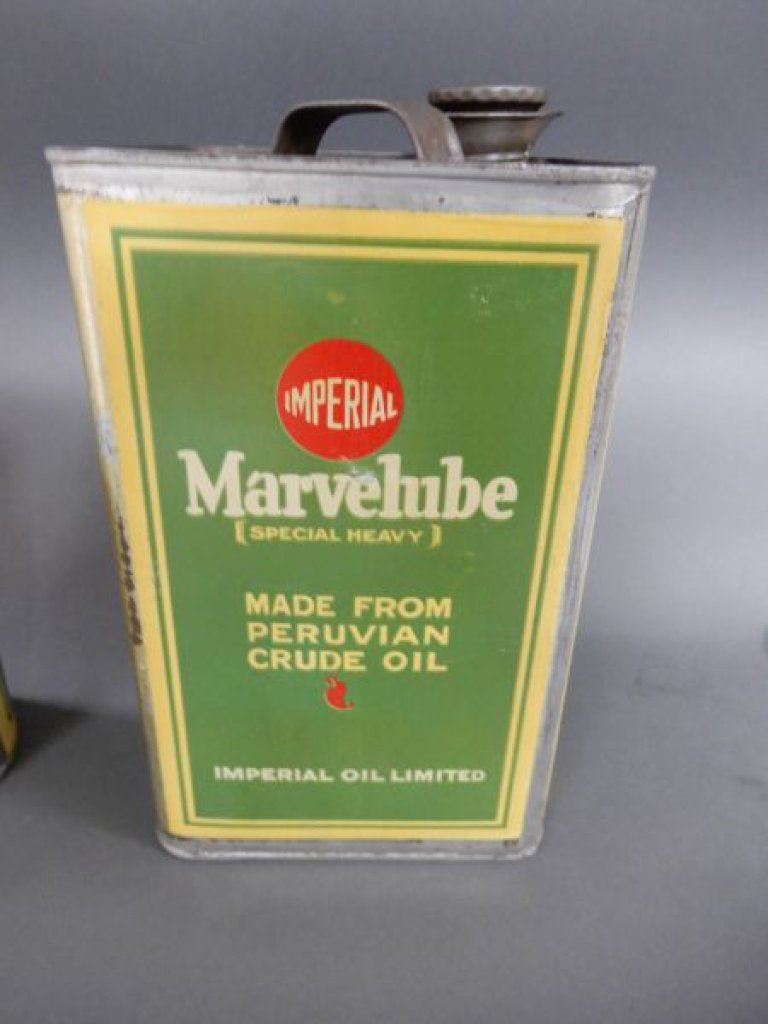 IMPERIAL
Marvelube
[SPECIAL HEAVY]
MADE FROM
PERUVIAN
CRUDE OIL
IMPERIAL OIL LIMITED